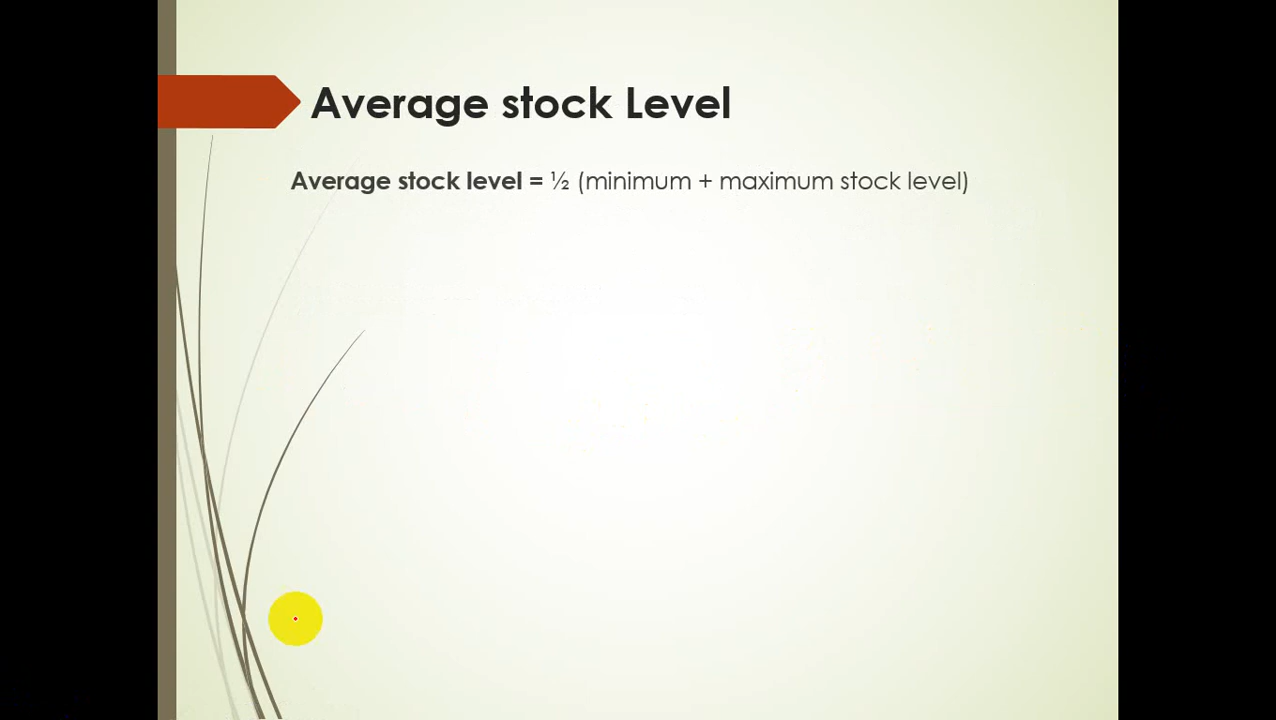 Average stock Level
Average stock level = ½ (minimum + maximum stock level)